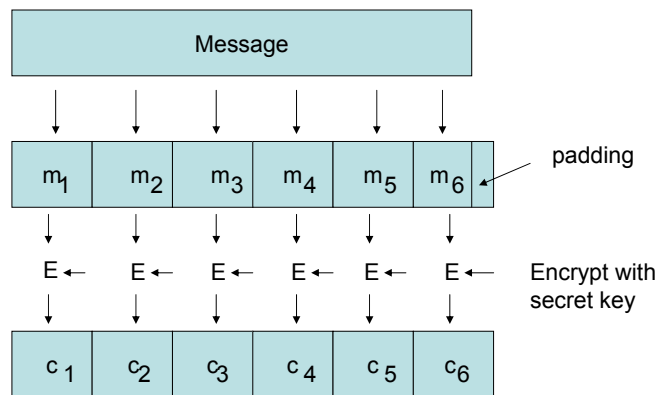 Message
m1 m2 m3 m4 m5 m6
padding
E E E E E E
Encrypt with
secret key
c1 c2 c3 c4 c5 c6